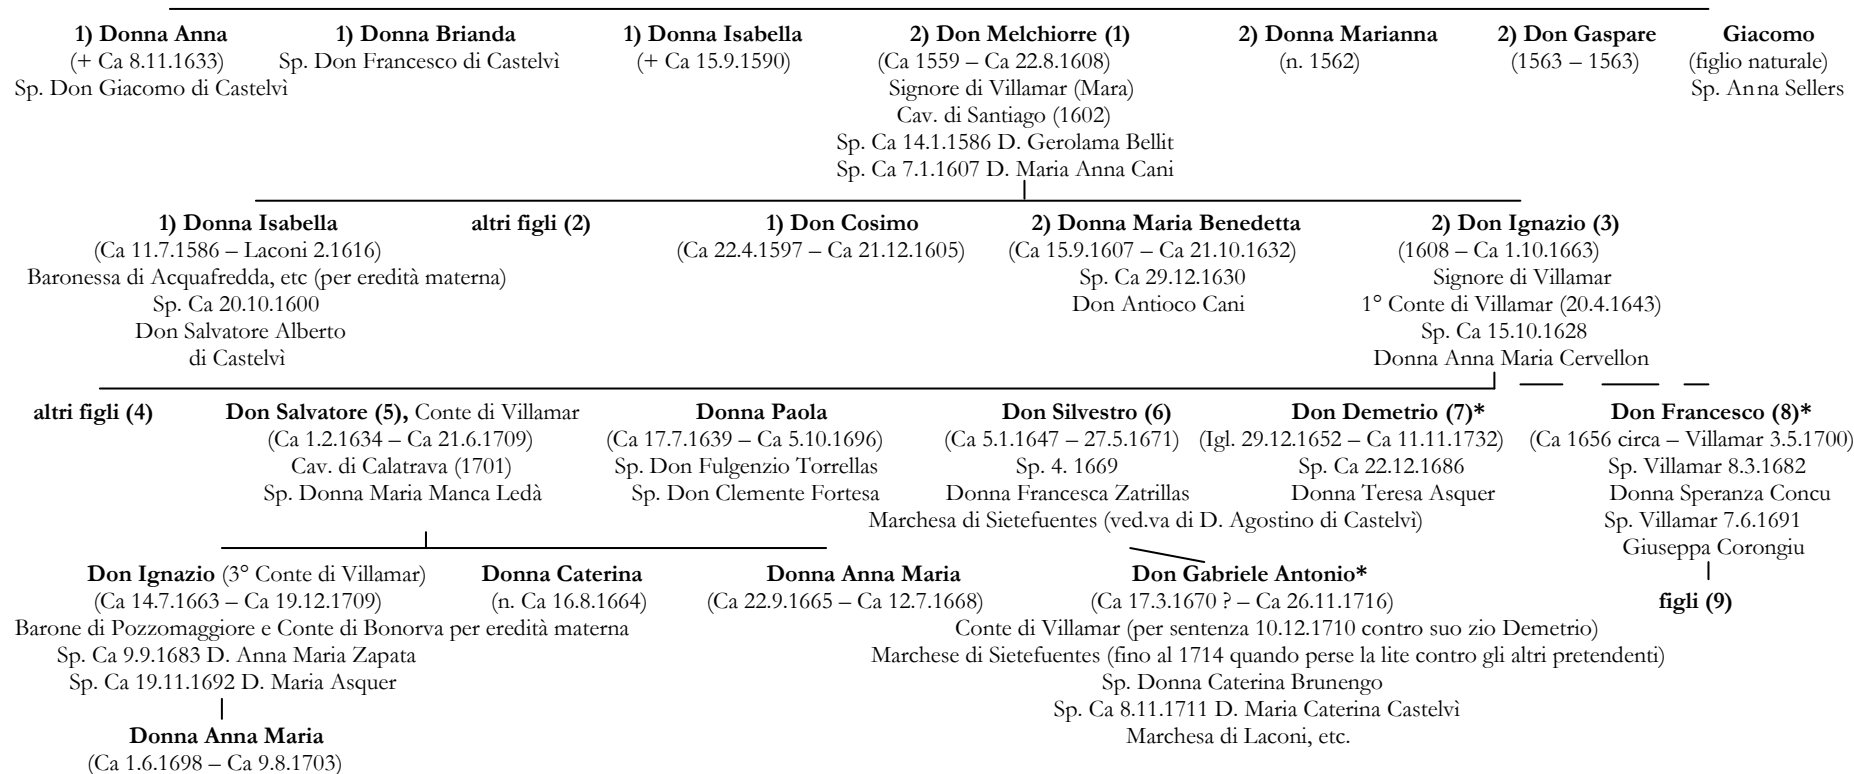 1) Donna Anna
(+ Ca 8.11.1633)
Sp. Don Giacomo di Castelvì
1) Donna Brianda
Sp. Don Francesco di Castelvì
1) Donna Isabella
(+ Ca 15.9.1590)
2) Don Melchiorre (1)
(Ca 1559 – Ca 22.8.1608)
Signore di Villamar (Mara)
Cav. di Santiago (1602)
Sp. Ca 14.1.1586 D. Gerolama Bellit
Sp. Ca 7.1.1607 D. Maria Anna Cani
2) Donna Marianna
(n. 1562)
2) Don Gaspare
(1563 – 1563)
Giacomo
(figlio naturale)
Sp. Anna Sellers
1) Donna Isabella
(Ca 11.7.1586 – Laconi 2.1616)
Baronessa di Acquafredda, etc (per eredità materna)
Sp. Ca 20.10.1600
Don Salvatore Alberto
di Castelvì
altri figli (2)
1) Don Cosimo
(Ca 22.4.1597 – Ca 21.12.1605)
2) Donna Maria Benedetta
(Ca 15.9.1607 – Ca 21.10.1632)
Sp. Ca 29.12.1630
Don Antioco Cani
2) Don Ignazio (3)
(1608 – Ca 1.10.1663)
Signore di Villamar
1° Conte di Villamar (20.4.1643)
Sp. Ca 15.10.1628
Donna Anna Maria Cervellon
altri figli (4)
Don Salvatore (5), Conte di Villamar
(Ca 1.2.1634 – Ca 21.6.1709)
Cav. di Calatrava (1701)
Sp. Donna Maria Manca Ledà
Donna Paola
(Ca 17.7.1639 – Ca 5.10.1696)
Sp. Don Fulgenzio Torrellas
Sp. Don Clemente Fortesa
Don Silvestro (6)
(Ca 5.1.1647 – 27.5.1671)
Sp. 4. 1669
Donna Francesca Zatrillas
Marchesa di Sietefuentes (ved.va di D. Agostino di Castelvì)
Don Demetrio (7)*
(Igl. 29.12.1652 – Ca 11.11.1732)
Sp. Ca 22.12.1686
Donna Teresa Asquer
Don Francesco (8)*
(Ca 1656 circa – Villamar 3.5.1700)
Sp. Villamar 8.3.1682
Donna Speranza Concu
Sp. Villamar 7.6.1691
Giuseppa Corongiu
Don Ignazio (3° Conte di Villamar)
(Ca 14.7.1663 – Ca 19.12.1709)
Barone di Pozzomaggiore e Conte di Bonorva per eredità materna
Sp. Ca 9.9.1683 D. Anna Maria Zapata
Sp. Ca 19.11.1692 D. Maria Asquer
Donna Caterina
(n. Ca 16.8.1664)
Donna Anna Maria
(Ca 22.9.1665 – Ca 12.7.1668)
Don Gabriele Antonio*
(Ca 17.3.1670 ? – Ca 26.11.1716)
Conte di Villamar (per sentenza 10.12.1710 contro suo zio Demetrio)
Marchese di Sietefuentes (fino al 1714 quando perse la lite contro gli altri pretendenti)
Sp. Donna Caterina Brunengo
Sp. Ca 8.11.1711 D. Maria Caterina Castelvì
Marchesa di Laconi, etc.
figli (9)
Donna Anna Maria
(Ca 1.6.1698 – Ca 9.8.1703)